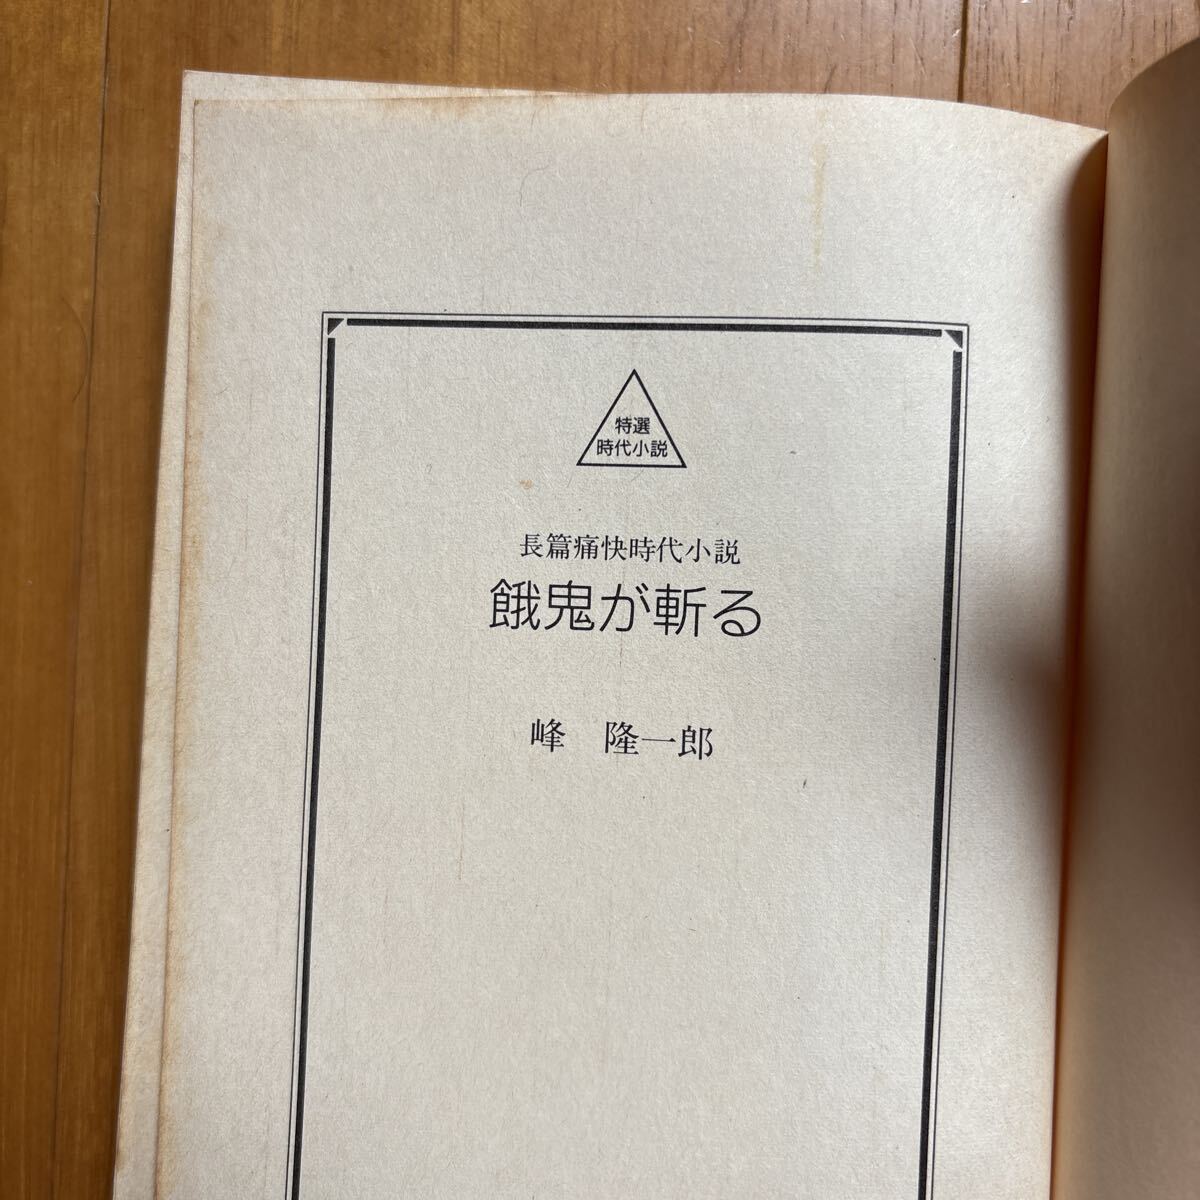 特選
時代小説
長篇痛快時代小説
餓鬼が斬る
峰 隆一郎